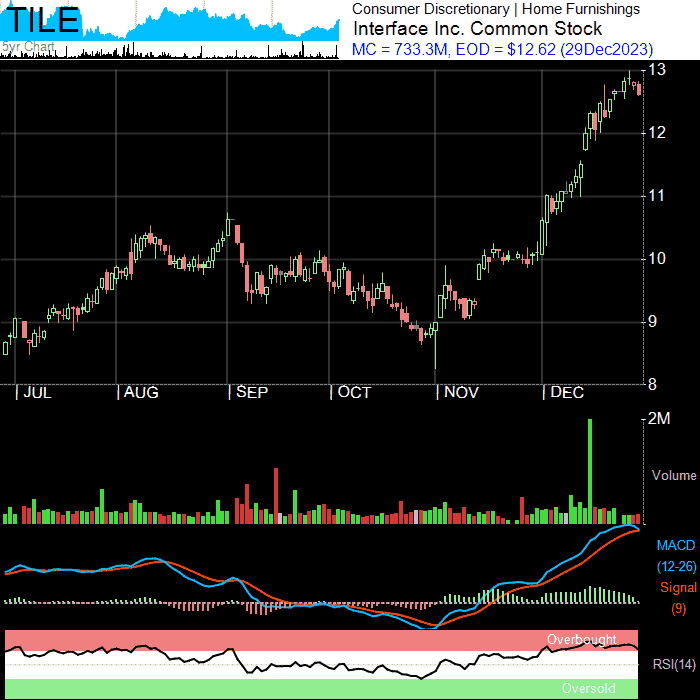 TILE
5yr Chart
Consumer Discretionary | Home Furnishings
Interface Inc. Common Stock
MC = 733.3M, EOD = $12.62 (29Dec2023)
13
12
11
10
9
8
| JUL | AUG | SEP | OCT | NOV | DEC
2M
Volume
MACD
(12-26)
Signal
(9)
Overbought
RSI(14)
Oversold